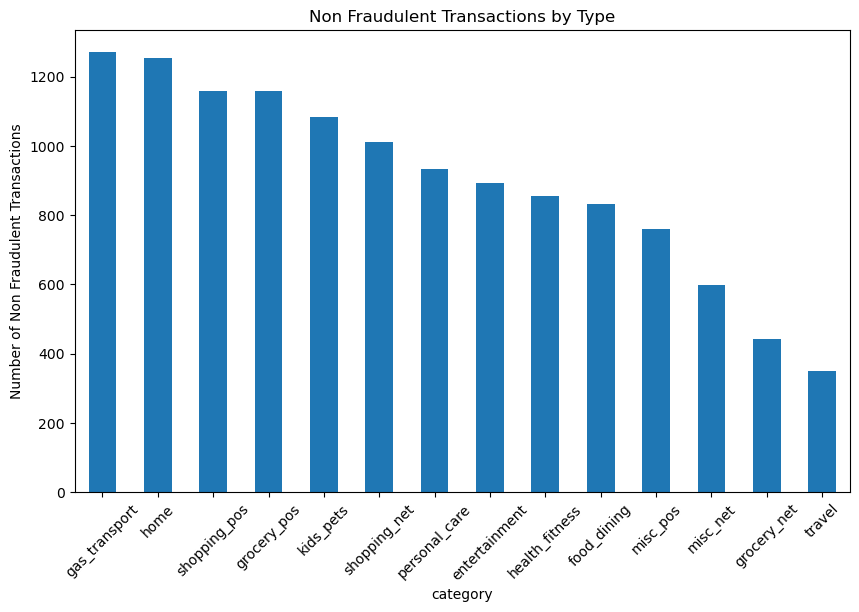 Non Fraudulent Transactions by Type
Number of Non Fraudulent Transactions
1200
1000
800
600
400
200
0
gas_transport
home
shopping_pos
grocery_pos
kids_pets
shopping_net
personal_care
entertainment
health_fitness
food_dining
misc_pos
misc_net
grocery_net
travel
category